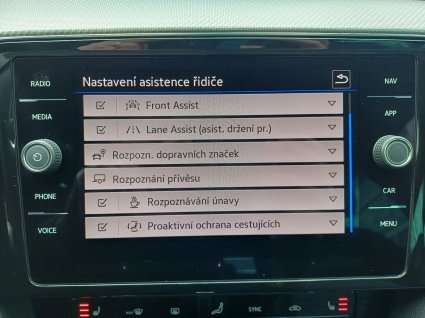 Nastavení asistence řidiče
RADIO
NAV
MEDIA
APP
Front Assist
Lane Assist (asist. držení pr.)
Rozpozn. dopravních značek
Rozpoznání přívěsu
PHONE
CAR
Rozpoznávání únavy
VOICE
MENU
Proaktivní ochrana cestujících
SYNC